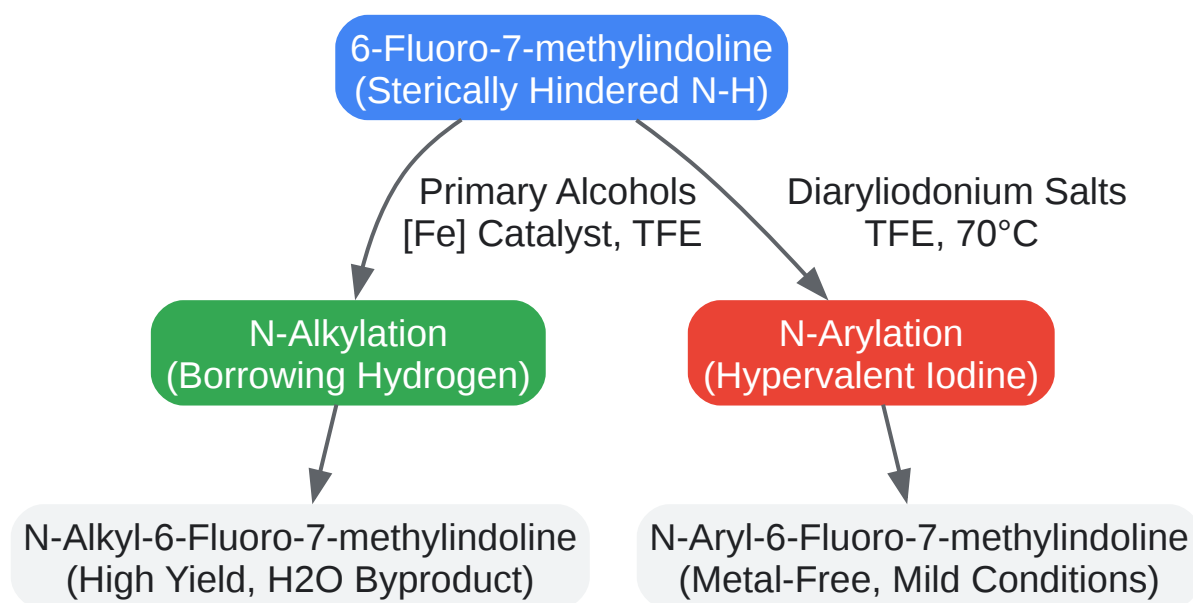 6-Fluoro-7-methylindoline
(Sterically Hindered N-H)
Primary Alcohols
[Fe] Catalyst, TFE
Diaryliodonium Salts
TFE, 70°C
N-Alkylation
(Borrowing Hydrogen)
N-Arylation
(Hypervalent Iodine)
N-Alkyl-6-Fluoro-7-methylindoline
(High Yield, H2O Byproduct)
N-Aryl-6-Fluoro-7-methylindoline
(Metal-Free, Mild Conditions)